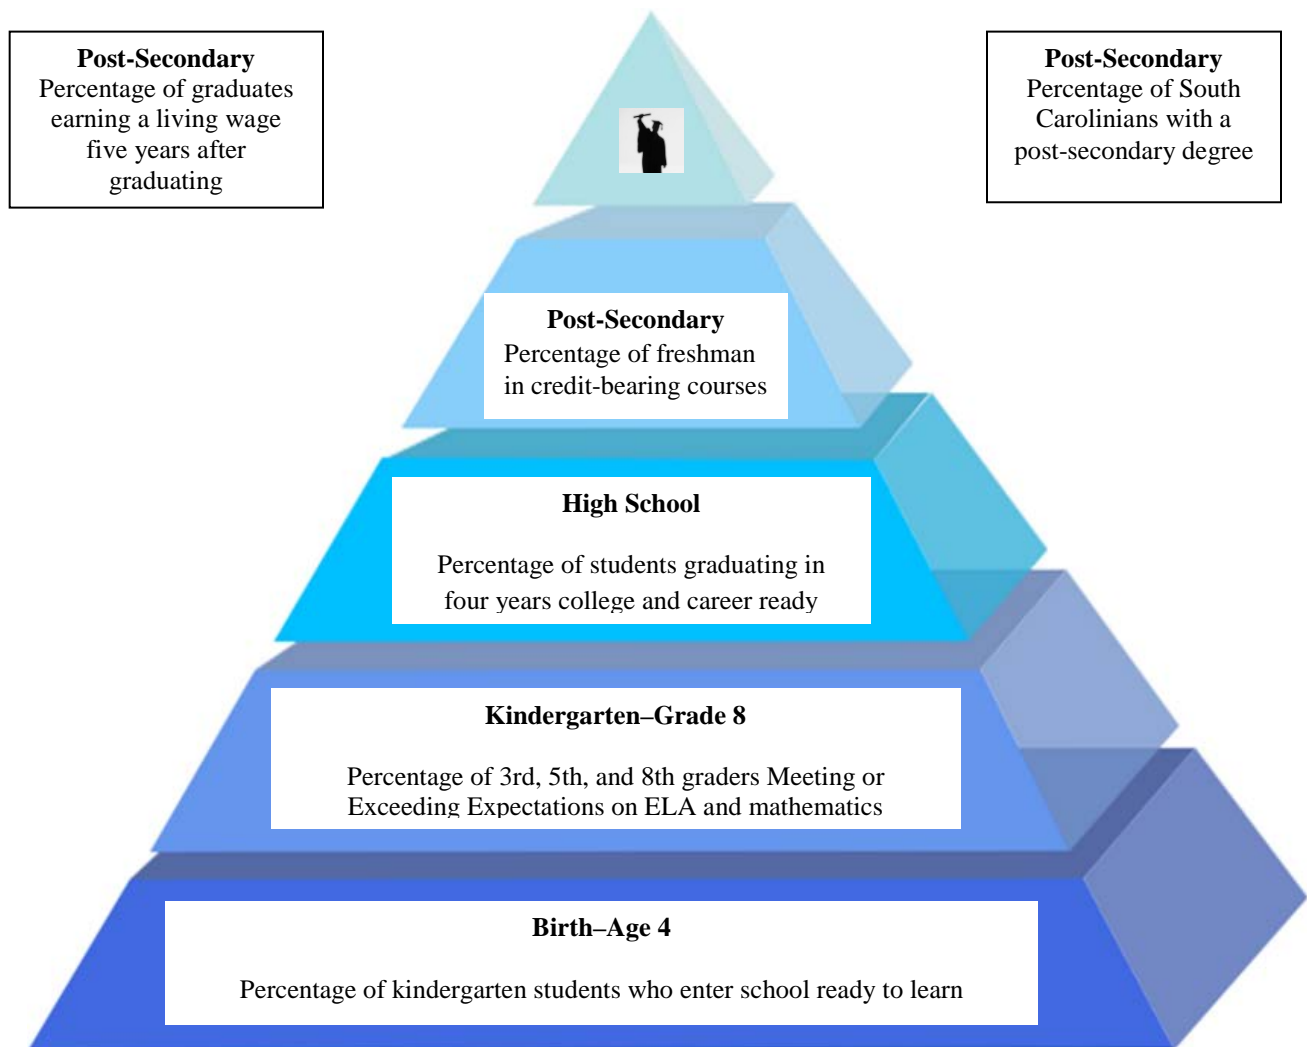 Post-Secondary
Percentage of graduates
earning a living wage
five years after
graduating
Post-Secondary
Percentage of South
Carolinians with a
post-secondary degree
Post-Secondary
Percentage of freshman
in credit-bearing courses
High School
Percentage of students graduating in
four years college and career ready
Kindergarten–Grade 8
Percentage of 3rd, 5th, and 8th graders Meeting or
Exceeding Expectations on ELA and mathematics
Birth–Age 4
Percentage of kindergarten students who enter school ready to learn